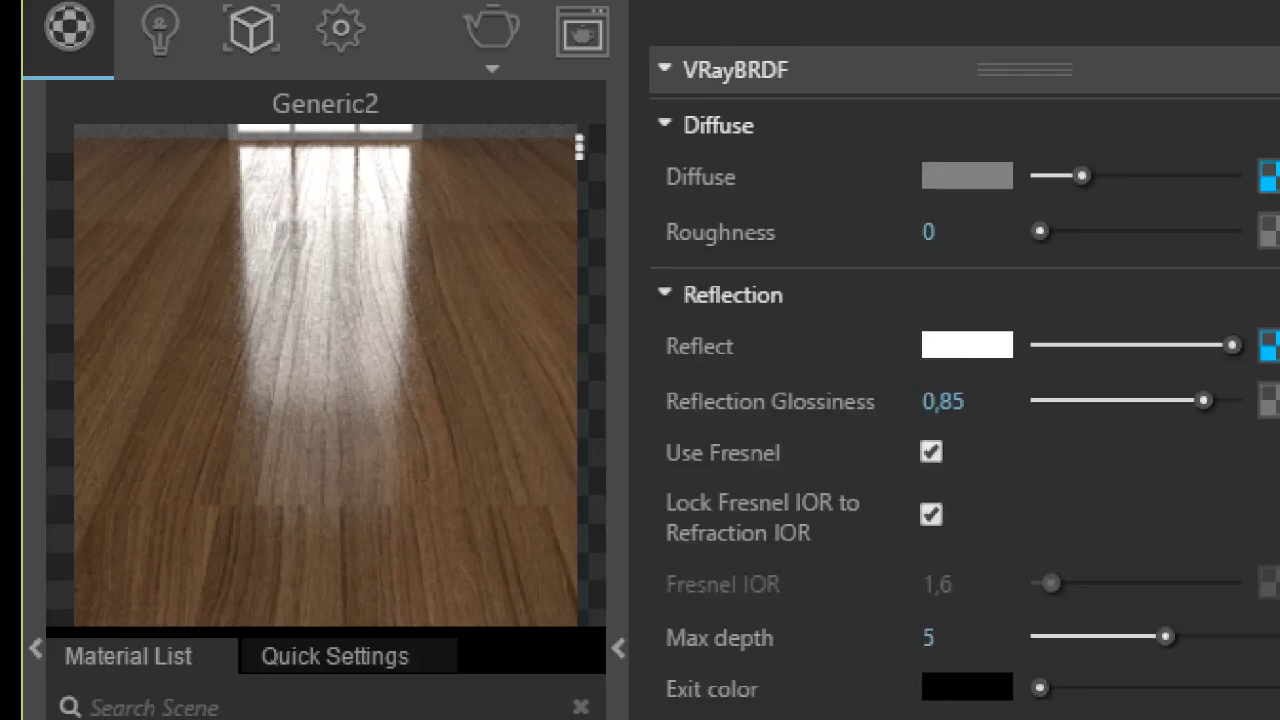 Generic2
Material List
Quick Settings
Search Scene
VRayBRDF
Diffuse
Diffuse
Roughness 0
Reflection
Reflect
Reflection Glossiness 0,85
Use Fresnel
Lock Fresnel IOR to
Refraction IOR
Fresnel IOR 1,6
Max depth 5
Exit color